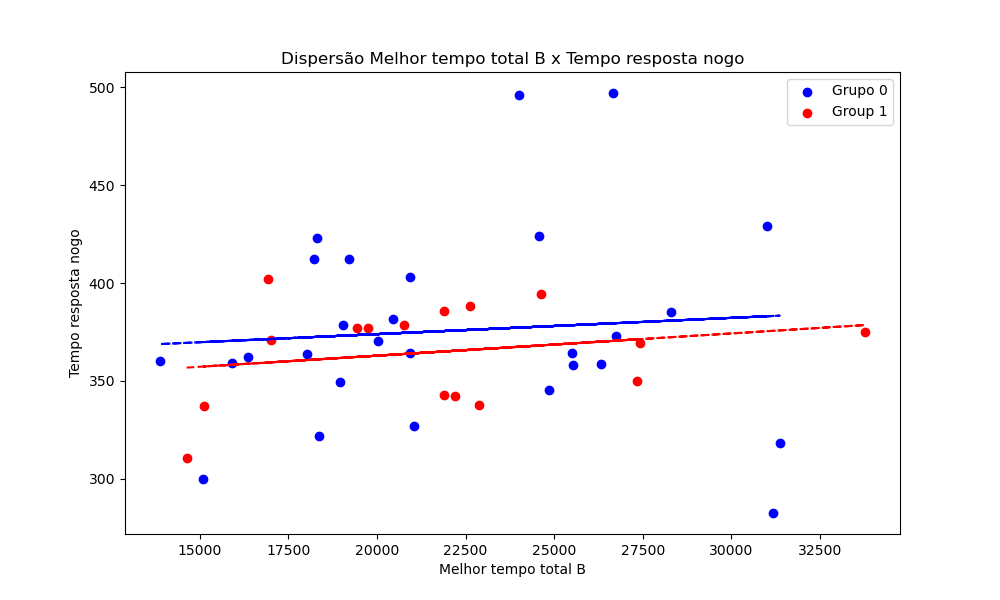 Dispersão Melhor tempo total B x Tempo resposta nogo
Grupo 0
Group 1
500
450
400
350
300
Tempo resposta nogo
15000 17500 20000 22500 25000 27500 30000 32500
Melhor tempo total B